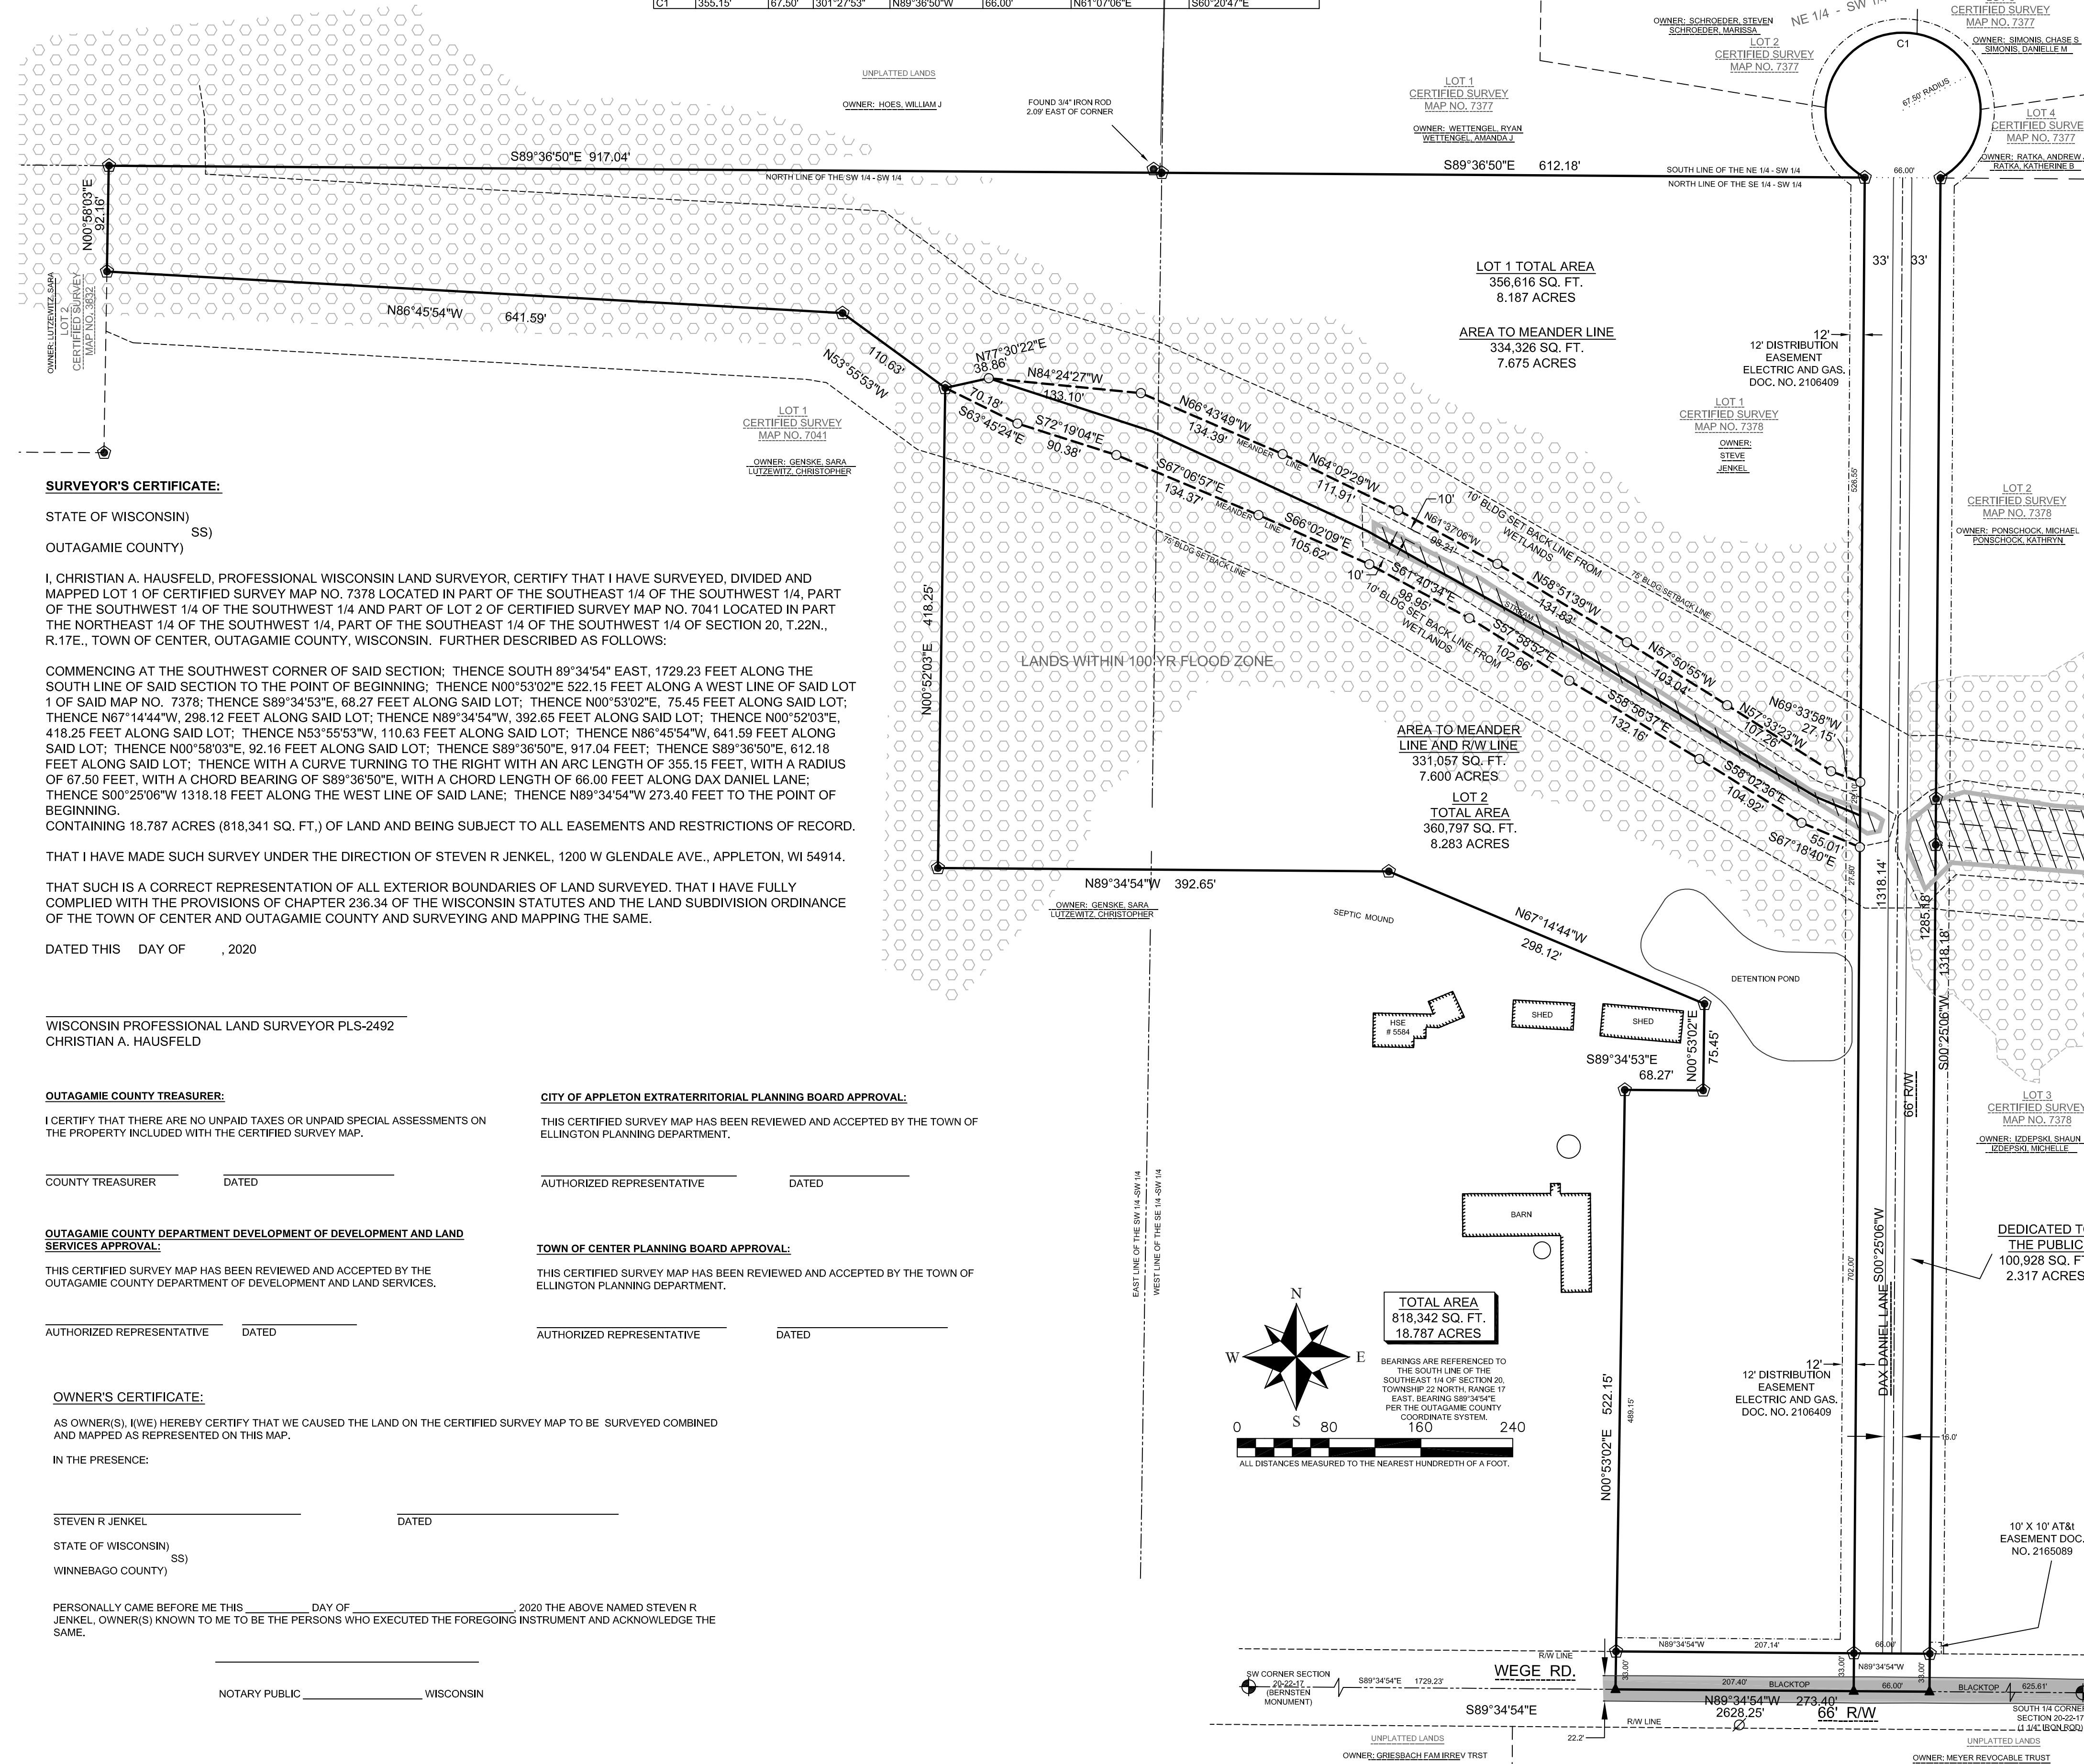 C1 355.15' 67.50' 301°27'53" N89°36'50"W 66.00' N61°07'06"E S60°20'47"E
UNPLATTED LANDS
OWNER: HOES, WILLIAM J
FOUND 3/4" IRON ROD
2.09' EAST OF CORNER
LOT 1
CERTIFIED SURVEY
MAP NO. 7377
OWNER: WETTENGEL, RYAN
WETTENGEL, AMANDA J
OWNER: SCHROEDER, STEVEN
SCHROEDER, MARISSA
LOT 2
CERTIFIED SURVEY
MAP NO. 7377
NE 1/4 - SW 1/4
C1
67.50' RADIUS
CERTIFIED SURVEY
MAP NO. 7377
OWNER: SIMONIS, CHASE S
SIMONIS, DANIELLE M
LOT 4
CERTIFIED SURVE
MAP NO. 7377
OWNER: RATKA, ANDREW
RATKA, KATHERINE B
S89°36'50"E 917.04'
NORTH LINE OF THE SW 1/4 - SW 1/4
S89°36'50"E 612.18'
SOUTH LINE OF THE NE 1/4 - SW 1/4
NORTH LINE OF THE SE 1/4 - SW 1/4
66.00'
33' 33'
N00°58'03"E
92.16'
OWNER: LUTZEWITZ, SARA
LOT 2
CERTIFIED SURVEY
MAP NO. 3832
N86°45'54"W 641.59'
110.63'
N53°55'53"W
LOT 1 TOTAL AREA
356,616 SQ. FT.
8.187 ACRES
AREA TO MEANDER LINE
334,326 SQ. FT.
7.675 ACRES
12'
12' DISTRIBUTION
EASEMENT
ELECTRIC AND GAS.
DOC. NO. 2106409
LOT 1
CERTIFIED SURVEY
MAP NO. 7378
OWNER:
STEVE
JENKEL
526.55'
LOT 2
CERTIFIED SURVEY
MAP NO. 7378
OWNER: PONSCHOCK, MICHAEL
PONSCHOCK, KATHRYN
LOT 1
CERTIFIED SURVEY
MAP NO. 7041
OWNER: GENSKE, SARA
LUTZEWITZ, CHRISTOPHER
N77°30'22"E
38.86'
N84°24'27"W
133.10'
N66°43'49"W
134.39'
MEANDER LINE
N64°02'29"W
111.91'
10'
N61°37'06"W
93.21'
10' BLDG SET BACK LINE FROM
WETLANDS
N58°51'39"W
131.83'
75' BLDG SETBACK LINE
N57°50'55"W
103.04'
N57°33'23"W
107.26'
N69°33'58"W
27.15'
70.18'
S63°45'24"E
S72°19'04"E
90.38'
S67°06'57"E
134.37'
MEANDER LINE
S66°02'09"E
105.62'
75' BLDG SETBACK LINE
10'
S61°40'34"E
98.95'
STREAM
10' BLDG SET BACK LINE FROM
WETLANDS
S57°58'52"E
102.66'
S58°56'37"E
132.16'
S58°02'36"E
104.92'
S67°18'40"E
55.01'
27.80'
SURVEYOR'S CERTIFICATE:
STATE OF WISCONSIN)
SS)
OUTAGAMIE COUNTY)
I, CHRISTIAN A. HAUSFELD, PROFESSIONAL WISCONSIN LAND SURVEYOR, CERTIFY THAT I HAVE SURVEYED, DIVIDED AND
MAPPED LOT 1 OF CERTIFIED SURVEY MAP NO. 7378 LOCATED IN PART OF THE SOUTHEAST 1/4 OF THE SOUTHWEST 1/4, PART
OF THE SOUTHWEST 1/4 OF THE SOUTHWEST 1/4 AND PART OF LOT 2 OF CERTIFIED SURVEY MAP NO. 7041 LOCATED IN PART
THE NORTHEAST 1/4 OF THE SOUTHWEST 1/4, PART OF THE SOUTHEAST 1/4 OF THE SOUTHWEST 1/4 OF SECTION 20, T.22N.,
R.17E., TOWN OF CENTER, OUTAGAMIE COUNTY, WISCONSIN. FURTHER DESCRIBED AS FOLLOWS:
COMMENCING AT THE SOUTHWEST CORNER OF SAID SECTION; THENCE SOUTH 89°34'54" EAST, 1729.23 FEET ALONG THE
SOUTH LINE OF SAID SECTION TO THE POINT OF BEGINNING; THENCE N00°53'02"E 522.15 FEET ALONG A WEST LINE OF SAID LOT
1 OF SAID MAP NO. 7378; THENCE S89°34'53"E, 68.27 FEET ALONG SAID LOT; THENCE N00°53'02"E, 75.45 FEET ALONG SAID LOT;
THENCE N67°14'44"W, 298.12 FEET ALONG SAID LOT; THENCE N89°34'54"W, 392.65 FEET ALONG SAID LOT; THENCE N00°52'03"E,
418.25 FEET ALONG SAID LOT; THENCE N53°55'53"W, 110.63 FEET ALONG SAID LOT; THENCE N86°45'54"W, 641.59 FEET ALONG
SAID LOT; THENCE N00°58'03"E, 92.16 FEET ALONG SAID LOT; THENCE S89°36'50"E, 917.04 FEET; THENCE S89°36'50"E, 612.18
FEET ALONG SAID LOT; THENCE WITH A CURVE TURNING TO THE RIGHT WITH AN ARC LENGTH OF 355.15 FEET, WITH A RADIUS
OF 67.50 FEET, WITH A CHORD BEARING OF S89°36'50"E, WITH A CHORD LENGTH OF 66.00 FEET ALONG DAX DANIEL LANE;
THENCE S00°25'06"W 1318.18 FEET ALONG THE WEST LINE OF SAID LANE; THENCE N89°34'54"W 273.40 FEET TO THE POINT OF
BEGINNING.
CONTAINING 18.787 ACRES (818,341 SQ. FT,) OF LAND AND BEING SUBJECT TO ALL EASEMENTS AND RESTRICTIONS OF RECORD.
THAT I HAVE MADE SUCH SURVEY UNDER THE DIRECTION OF STEVEN R JENKEL, 1200 W GLENDALE AVE., APPLETON, WI 54914.
THAT SUCH IS A CORRECT REPRESENTATION OF ALL EXTERIOR BOUNDARIES OF LAND SURVEYED. THAT I HAVE FULLY
COMPLIED WITH THE PROVISIONS OF CHAPTER 236.34 OF THE WISCONSIN STATUTES AND THE LAND SUBDIVISION ORDINANCE
OF THE TOWN OF CENTER AND OUTAGAMIE COUNTY AND SURVEYING AND MAPPING THE SAME.
DATED THIS DAY OF , 2020
WISCONSIN PROFESSIONAL LAND SURVEYOR PLS-2492
CHRISTIAN A. HAUSFELD
N00°52'03"E 418.25'
LANDS WITHIN 100 YR FLOOD ZONE
AREA TO MEANDER
LINE AND R/W LINE
331,057 SQ. FT.
7.600 ACRES
LOT 2
TOTAL AREA
360,797 SQ. FT.
8.283 ACRES
N89°34'54"W 392.65'
OWNER: GENSKE, SARA
LUTZEWITZ, CHRISTOPHER
SEPTIC MOUND
N67°14'44"W
298.12'
DETENTION POND
HSE
# 5584
SHED
SHED
N00°53'02"E
75.45'
S89°34'53"E
68.27'
BARN
1318.14'
1285.18'
S00°25'06"W 1318.18'
66' R/W
LOT 3
CERTIFIED SURVEY
MAP NO. 7378
OWNER: IZDEPSKI, SHAUN
IZDEPSKI, MICHELLE
DEDICATED TO
THE PUBLIC
100,928 SQ. FT
2.317 ACRES
DAX DANIEL LANE S00°25'06"W
702.00'
12'
12' DISTRIBUTION
EASEMENT
ELECTRIC AND GAS.
DOC. NO. 2106409
16.0'
OUTAGAMIE COUNTY TREASURER:
I CERTIFY THAT THERE ARE NO UNPAID TAXES OR UNPAID SPECIAL ASSESSMENTS ON
THE PROPERTY INCLUDED WITH THE CERTIFIED SURVEY MAP.
COUNTY TREASURER DATED
CITY OF APPLETON EXTRATERRITORIAL PLANNING BOARD APPROVAL:
THIS CERTIFIED SURVEY MAP HAS BEEN REVIEWED AND ACCEPTED BY THE TOWN OF
ELLINGTON PLANNING DEPARTMENT.
AUTHORIZED REPRESENTATIVE DATED
OUTAGAMIE COUNTY DEPARTMENT DEVELOPMENT OF DEVELOPMENT AND LAND
SERVICES APPROVAL:
THIS CERTIFIED SURVEY MAP HAS BEEN REVIEWED AND ACCEPTED BY THE
OUTAGAMIE COUNTY DEPARTMENT OF DEVELOPMENT AND LAND SERVICES.
AUTHORIZED REPRESENTATIVE DATED
TOWN OF CENTER PLANNING BOARD APPROVAL:
THIS CERTIFIED SURVEY MAP HAS BEEN REVIEWED AND ACCEPTED BY THE TOWN OF
ELLINGTON PLANNING DEPARTMENT.
AUTHORIZED REPRESENTATIVE DATED
EAST LINE OF THE SW 1/4 -SW 1/4
WEST LINE OF THE SE 1/4 -SW 1/4
N
W E
S
TOTAL AREA
818,342 SQ. FT.
18.787 ACRES
BEARINGS ARE REFERENCED TO
THE SOUTH LINE OF THE
SOUTHEAST 1/4 OF SECTION 20,
TOWNSHIP 22 NORTH, RANGE 17
EAST. BEARING S89°34'54"E
PER THE OUTAGAMIE COUNTY
COORDINATE SYSTEM.
0 80 160 240
ALL DISTANCES MEASURED TO THE NEAREST HUNDREDTH OF A FOOT.
OWNER'S CERTIFICATE:
AS OWNER(S), I(WE) HEREBY CERTIFY THAT WE CAUSED THE LAND ON THE CERTIFIED SURVEY MAP TO BE SURVEYED COMBINED
AND MAPPED AS REPRESENTED ON THIS MAP.
IN THE PRESENCE:
STEVEN R JENKEL DATED
STATE OF WISCONSIN)
SS)
WINNEBAGO COUNTY)
PERSONALLY CAME BEFORE ME THIS DAY OF , 2020 THE ABOVE NAMED STEVEN R
JENKEL, OWNER(S) KNOWN TO ME TO BE THE PERSONS WHO EXECUTED THE FOREGOING INSTRUMENT AND ACKNOWLEDGE THE
SAME.
NOTARY PUBLIC WISCONSIN
N00°53'02"E 522.15'
489.15'
10' X 10' AT&t
EASEMENT DOC.
NO. 2165089
N89°34'54"W 207.14' 66.00'
R/W LINE
WEGE RD.
33.00' 33.00' N89°34'54"W 33.00'
SW CORNER SECTION
20-22-17
(BERNSTEN
MONUMENT)
S89°34'54"E 1729.23'
207.40' BLACKTOP 66.00' BLACKTOP 625.61'
S89°34'54"E
N89°34'54"W 273.40'
2628.25'
66' R/W
R/W LINE
22.2'
SOUTH 1/4 CORNER
SECTION 20-22-17
(1 1/4" IRON ROD)
UNPLATTED LANDS
OWNER: GRIESBACH FAM IRREV TRST
UNPLATTED LANDS
OWNER: MEYER REVOCABLE TRUST